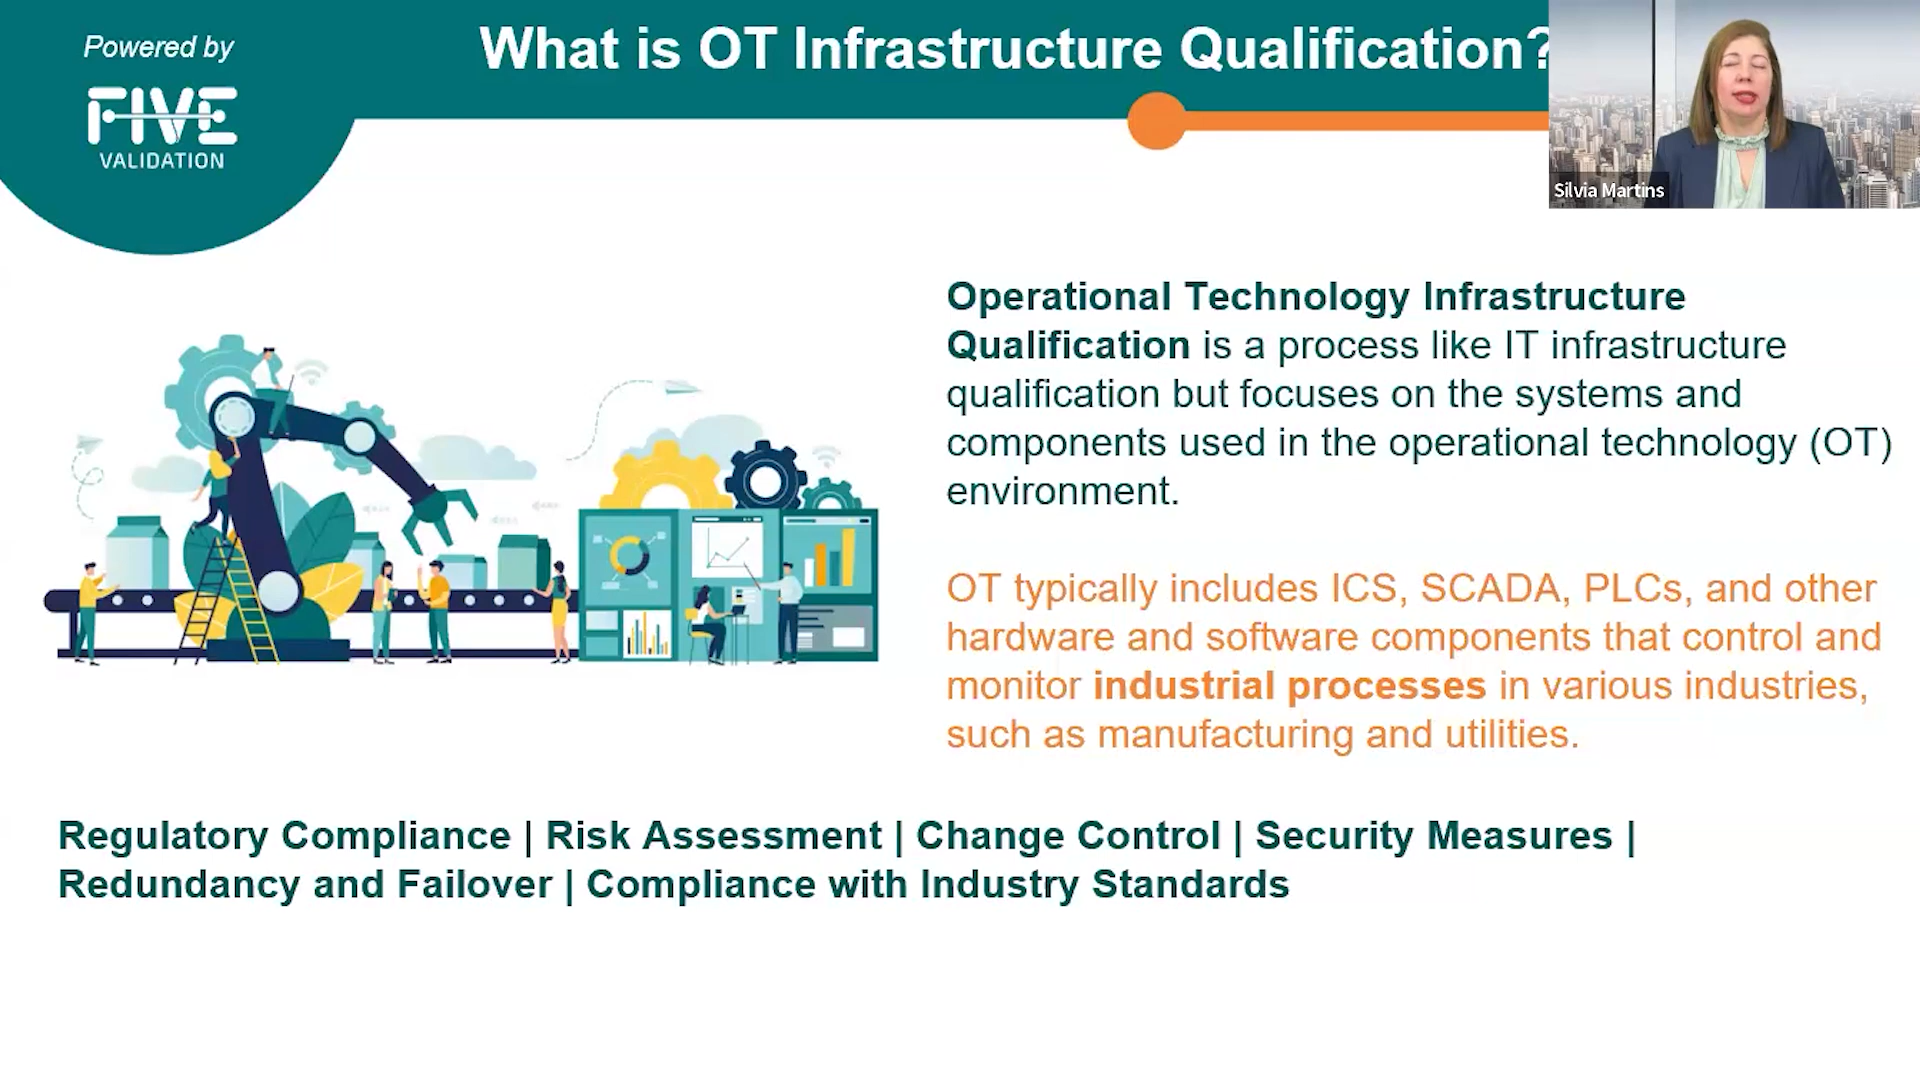 Powered by
FIVE
VALIDATION
What is OT Infrastructure Qualification?
Silvia Martins
Operational Technology Infrastructure
Qualification is a process like IT infrastructure
qualification but focuses on the systems and
components used in the operational technology (OT)
environment.
OT typically includes ICS, SCADA, PLCs, and other
hardware and software components that control and
monitor industrial processes in various industries,
such as manufacturing and utilities.
Regulatory Compliance | Risk Assessment | Change Control | Security Measures |
Redundancy and Failover | Compliance with Industry Standards